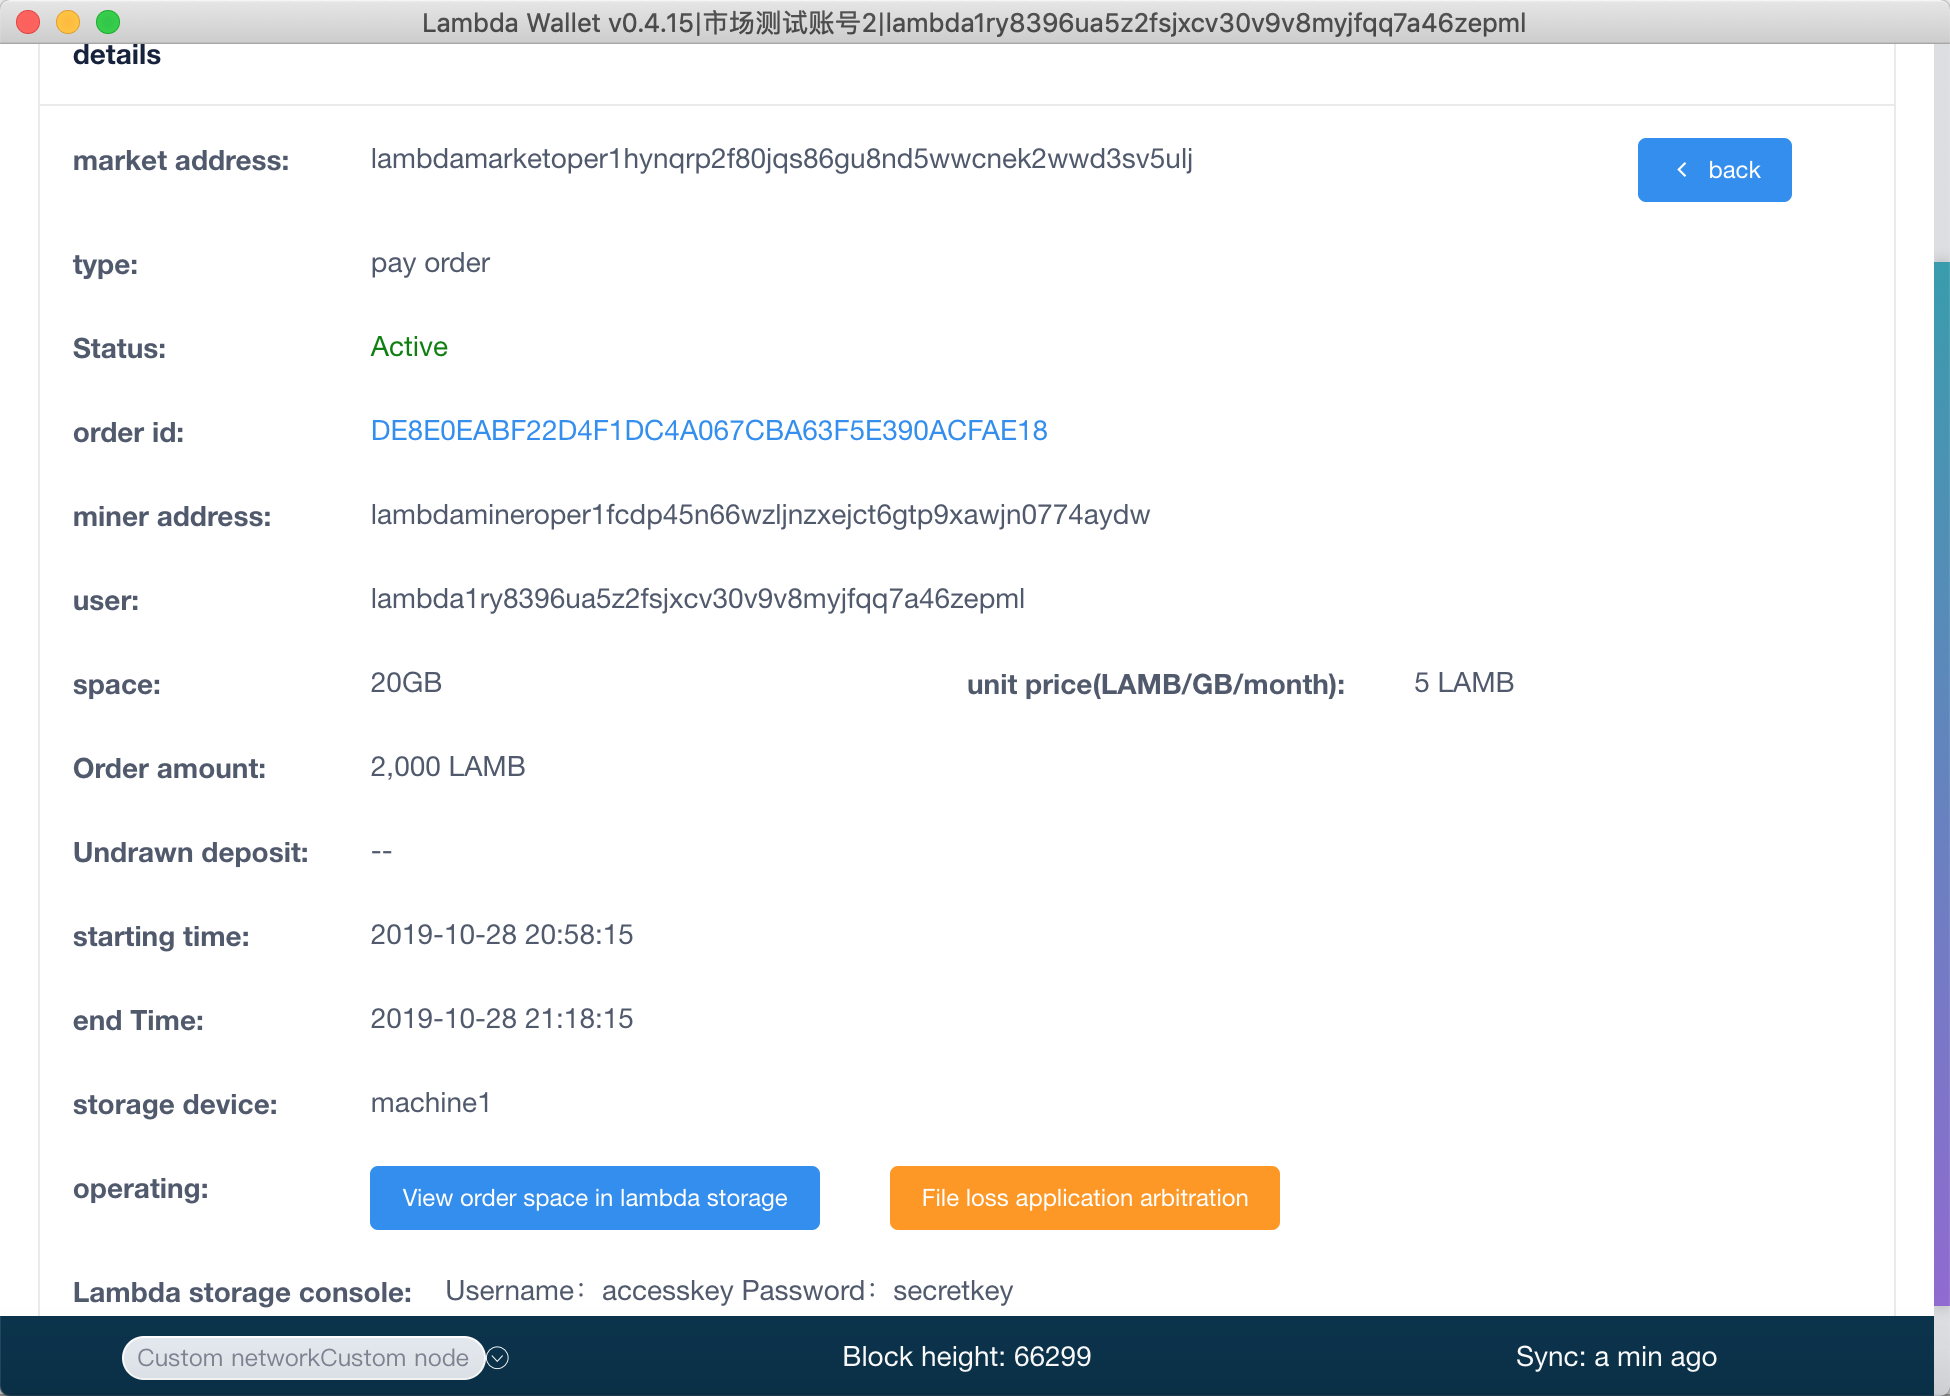 Lambda Wallet v0.4.15|市场测试账号2|lambda1ry8396ua5z2fsjxcv30v9v8myjfqq7a46zepml
details
market address: lambdamarketoper1hynqrp2f80jqs86gu8nd5wwcnek2wwd3sv5ulj
back
type: pay order
Status: Active
order id: DE8E0EABF22D4F1DC4A067CBA63F5E390ACFAE18
miner address: lambdamineroper1fcdp45n66wzljnzxejct6gtp9xawjn0774aydw
user: lambda1ry8396ua5z2fsjxcv30v9v8myjfqq7a46zepml
space: 20GB unit price(LAMB/GB/month): 5 LAMB
Order amount: 2,000 LAMB
Undrawn deposit: --
starting time: 2019-10-28 20:58:15
end Time: 2019-10-28 21:18:15
storage device: machine1
operating: View order space in lambda storage File loss application arbitration
Lambda storage console: Username：accesskey Password：secretkey
Custom networkCustom node Block height: 66299 Sync: a min ago